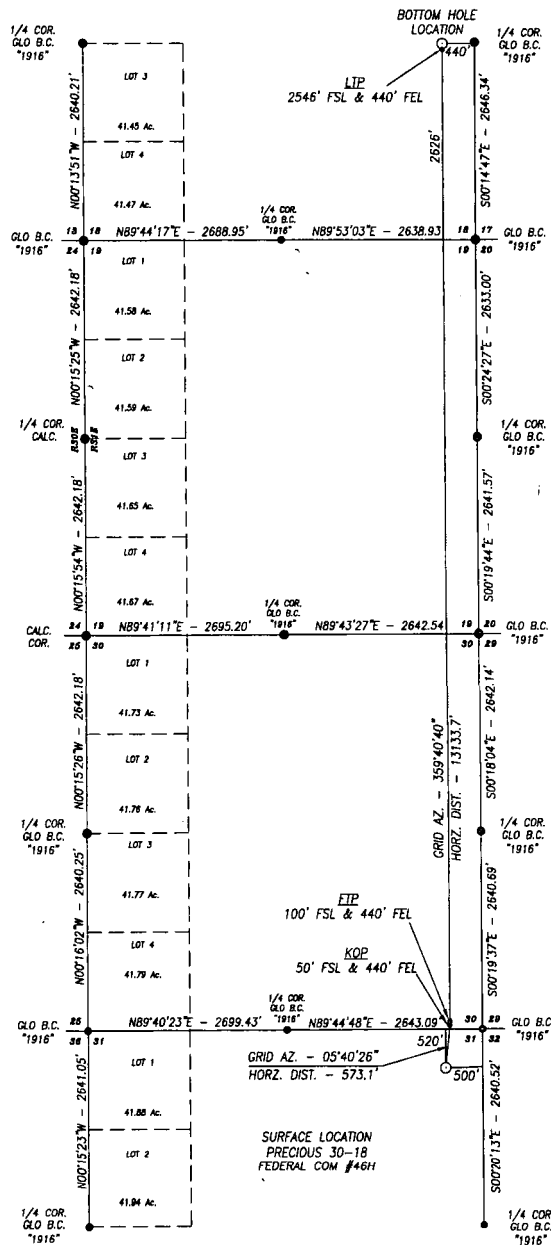 BOTTOM HOLE
LOCATION
1/4 COR.
GLO B.C.
"1916"
440'
1/4 COR.
GLO B.C.
"1916"
LTP
2546' FSL & 440' FEL
LOT 3
41.45 Ac.
N00°13'51"W - 2640.21'
2626'
S00°14'47"E - 2646.34'
LOT 4
41.47 Ac.
GLO B.C.
"1916"
13 18
24 19
N89°44'17"E - 2688.95'
1/4 COR.
GLO B.C.
"1916"
N89°53'03"E - 2638.93
18 17
19 20
GLO B.C.
"1916"
LOT 1
41.58 Ac.
N00°15'25"W - 2642.18'
S00°24'27"E - 2633.00'
LOT 2
41.59 Ac.
1/4 COR.
CALC.
R30E
R31E
1/4 COR.
GLO B.C.
"1916"
LOT 3
41.65 Ac.
N00°15'54"W - 2642.18'
S00°19'44"E - 2641.57'
LOT 4
41.67 Ac.
CALC.
COR.
24 19
25 30
N89°41'11"E - 2695.20'
1/4 COR.
GLO B.C.
"1916"
N89°43'27"E - 2642.54
19 20
30 29
GLO B.C.
"1916"
LOT 1
41.73 Ac.
N00°15'26"W - 2642.18'
GRID AZ. - 359°40'40"
HORZ. DIST. - 13133.7'
S00°18'04"E - 2642.14'
LOT 2
41.76 Ac.
1/4 COR.
GLO B.C.
"1916"
1/4 COR.
GLO B.C.
"1916"
LOT 3
41.77 Ac.
N00°16'02"W - 2640.25'
FTP
100' FSL & 440' FEL
KOP
50' FSL & 440' FEL
S00°19'37"E - 2640.69'
LOT 4
41.79 Ac.
GLO B.C.
"1916"
25 30
36 31
N89°40'23"E - 2699.43'
1/4 COR.
GLO B.C.
"1916"
N89°44'48"E - 2643.09'
30 29
31 32
GLO B.C.
"1916"
520'
GRID AZ. - 05°40'26"
HORZ. DIST. - 573.1'
500'
LOT 1
41.88 Ac.
N00°15'23"W - 2641.05'
S00°20'13"E - 2640.52'
SURFACE LOCATION
PRECIOUS 30-18
FEDERAL COM #46H
LOT 2
41.94 Ac.
1/4 COR.
GLO B.C.
"1916"
1/4 COR.
GLO B.C.
"1916"